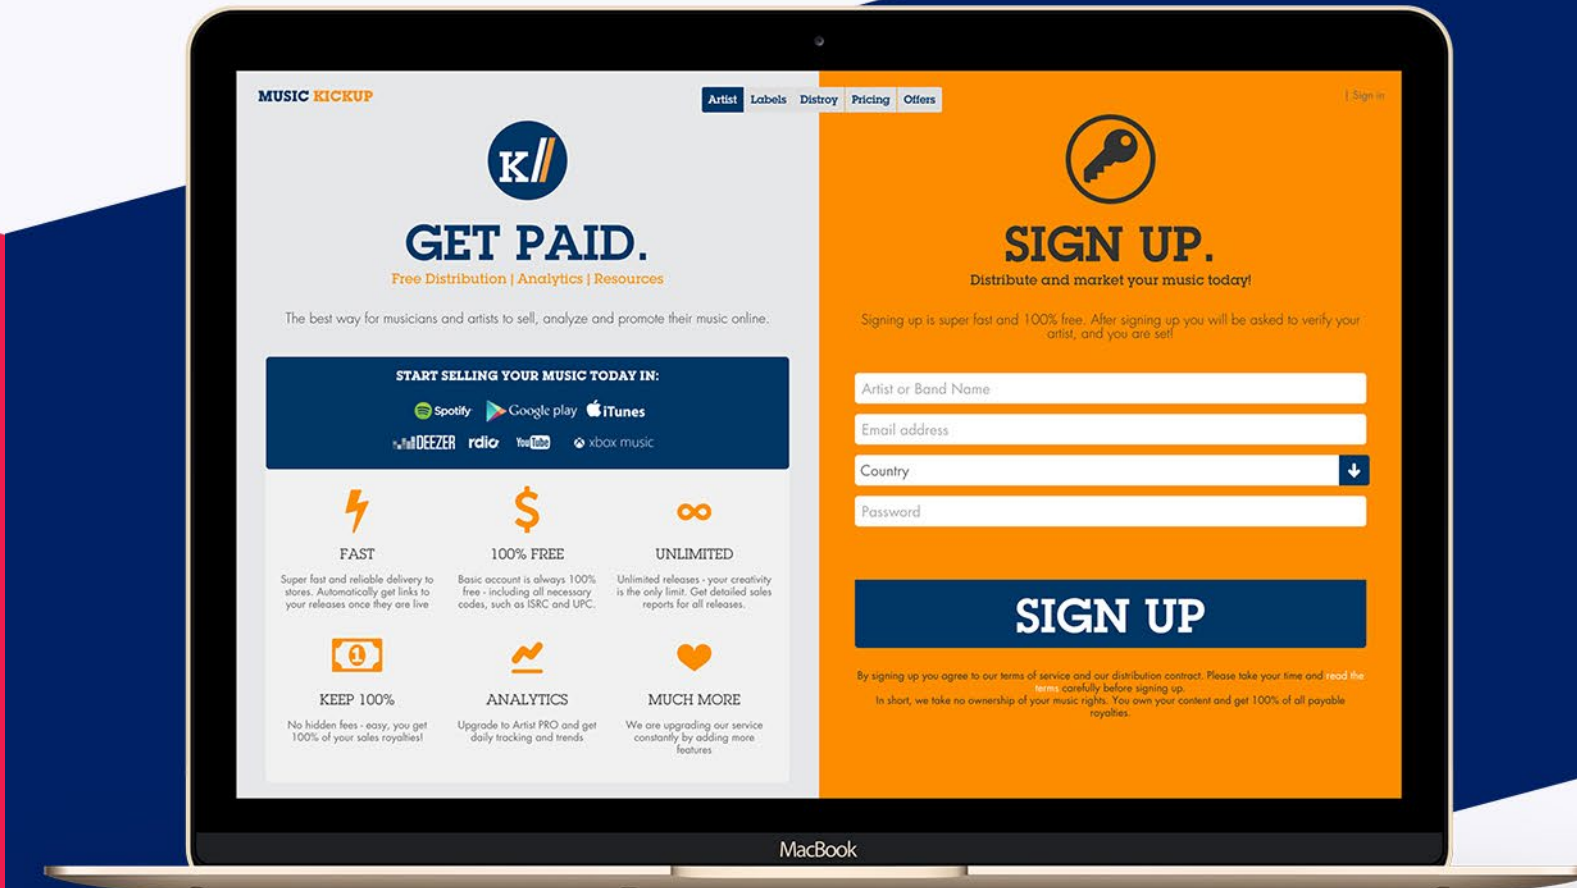 MUSIC KICKUP
Artist Labels Distroy Pricing Offers
| Sign in
K//
GET PAID.
Free Distribution | Analytics | Resources
The best way for musicians and artists to sell, analyze and promote their music online.
START SELLING YOUR MUSIC TODAY IN:
Spotify Google play iTunes
DEEZER rdio YouTube xbox music
FAST
Super fast and reliable delivery to
stores. Automatically get links to
your releases once they are live
100% FREE
Basic account is always 100%
free - including all necessary
codes, such as ISRC and UPC.
UNLIMITED
Unlimited releases - your creativity
is the only limit. Get detailed sales
reports for all releases.
1
KEEP 100%
No hidden fees - easy, you get
100% of your sales royalties!
ANALYTICS
Upgrade to Artist PRO and get
daily tracking and trends
MUCH MORE
We are upgrading our service
constantly by adding more
features
SIGN UP.
Distribute and market your music today!
Signing up is super fast and 100% free. After signing up you will be asked to verify your
artist, and you are set!
Artist or Band Name
Email address
Country
Password
SIGN UP
By signing up you agree to our terms of service and our distribution contract. Please take your time and read the
terms carefully before signing up.
In short, we take no ownership of your music rights. You own your content and get 100% of all payable
royalties.
MacBook